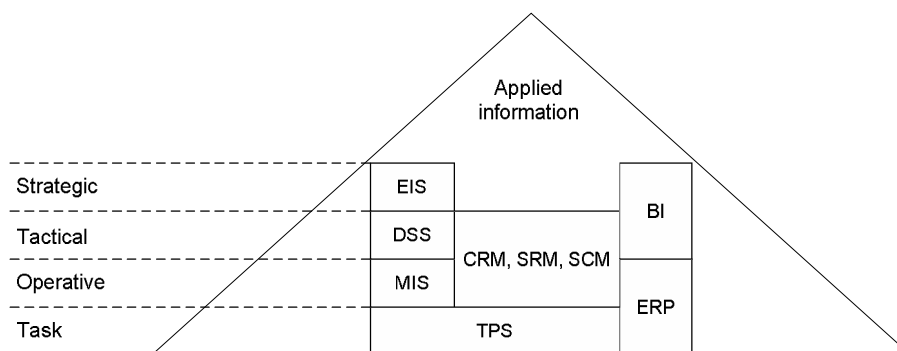 Applied
information
Strategic
EIS
BI
Tactical
DSS
CRM, SRM, SCM
Operative
MIS
ERP
Task
TPS